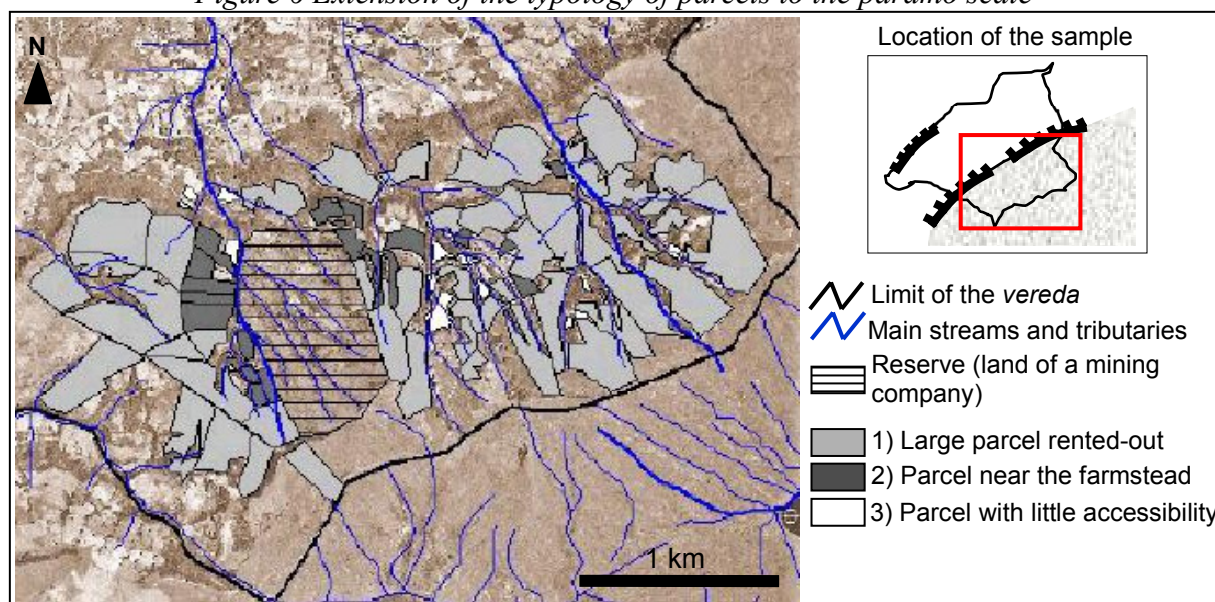 Figure 6 Extension of the typology of parcels to the páramo scale
N
1 km
Location of the sample
Limit of the vereda
Main streams and tributaries
Reserve (land of a mining
company)
1) Large parcel rented-out
2) Parcel near the farmstead
3) Parcel with little accessibility